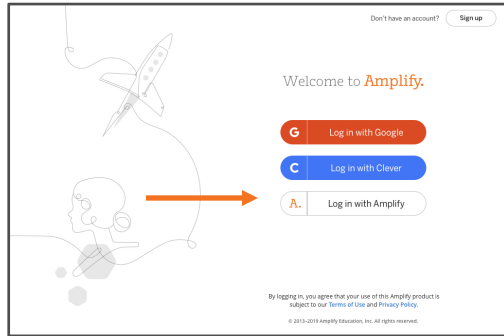 Don't have an account? Sign up
Welcome to Amplify.
G Log in with Google
C Log in with Clever
A. Log in with Amplify
By logging in, you agree that your use of this Amplify product is
subject to our Terms of Use and Privacy Policy.
© 2013–2019 Amplify Education, Inc. All rights reserved.